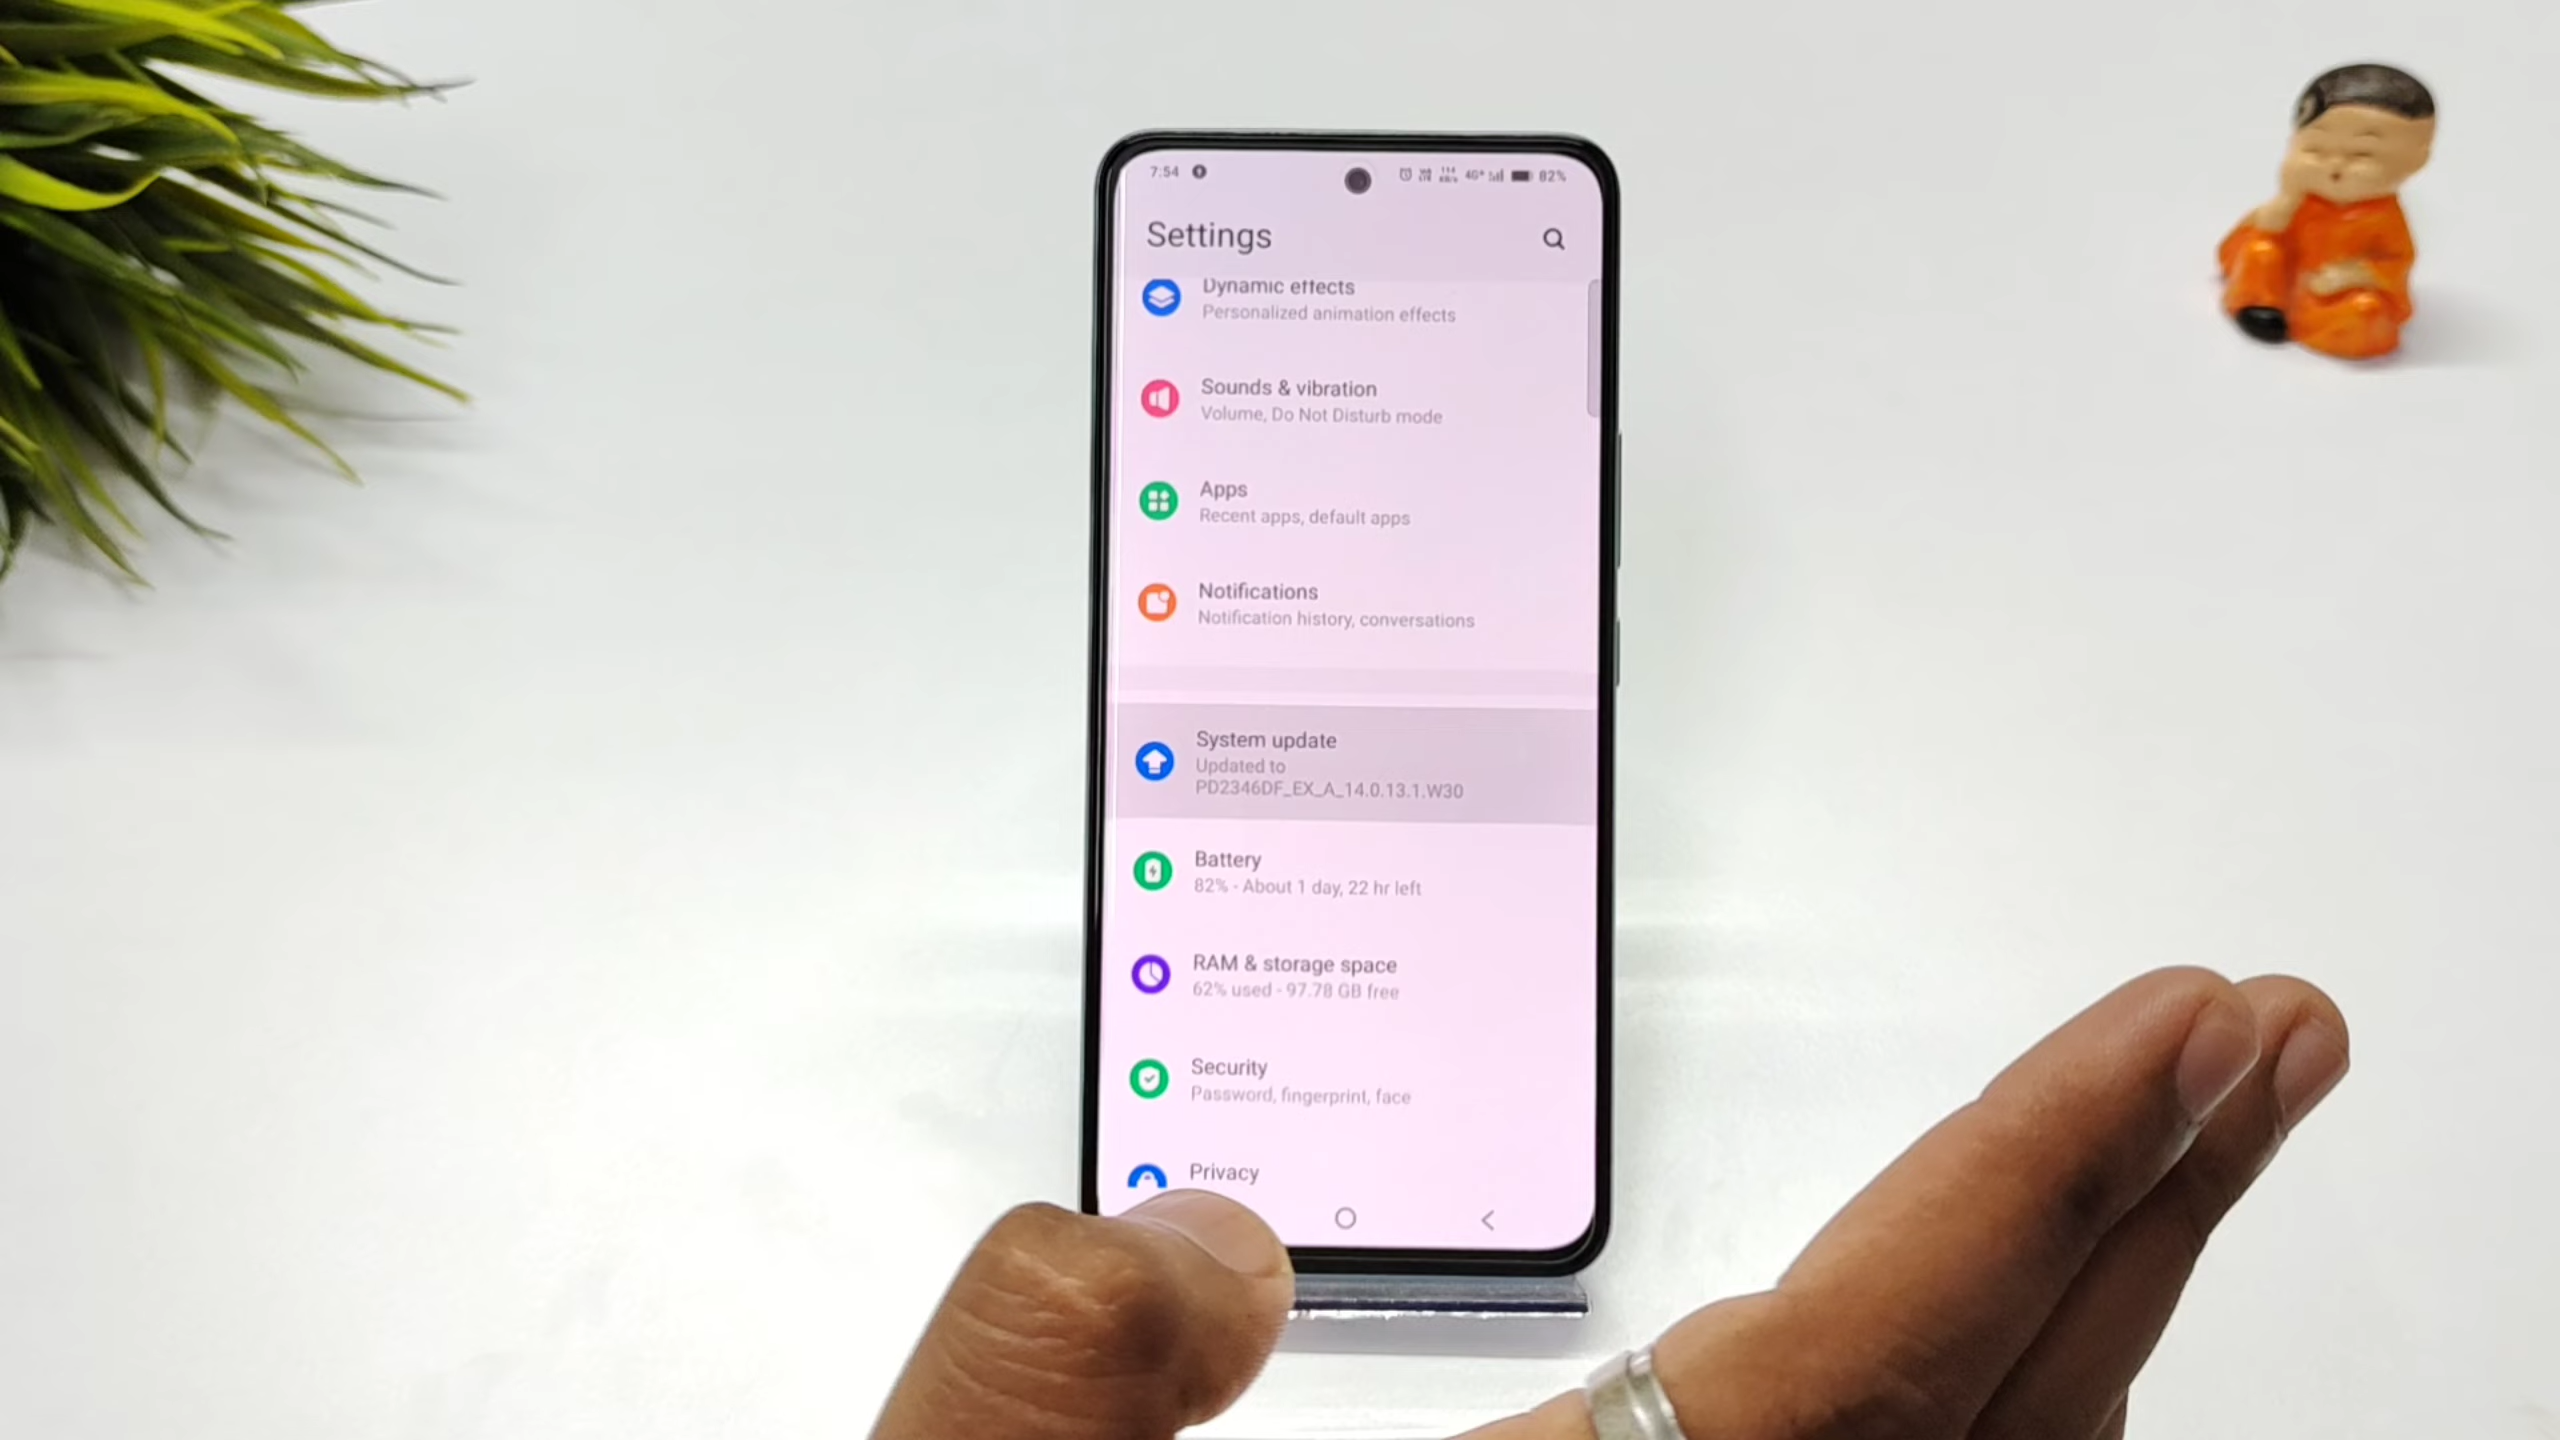 7:54
4G+ 82%
Settings
Dynamic effects
Personalized animation effects
Sounds & vibration
Volume, Do Not Disturb mode
Apps
Recent apps, default apps
Notifications
Notification history, conversations
System update
Updated to
PD2346DF_EX_A_14.0.13.1.W30
Battery
82% - About 1 day, 22 hr left
RAM & storage space
62% used - 97.78 GB free
Security
Password, fingerprint, face
Privacy